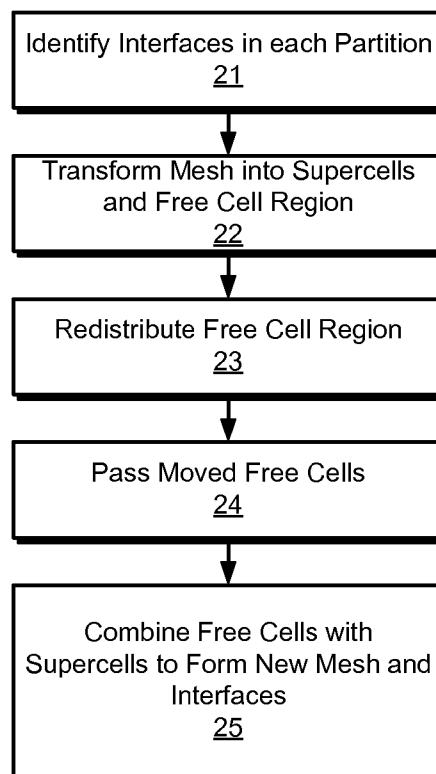 Identify Interfaces in each Partition
21
Transform Mesh into Supercells
and Free Cell Region
22
Redistribute Free Cell Region
23
Pass Moved Free Cells
24
Combine Free Cells with
Supercells to Form New Mesh and
Interfaces
25